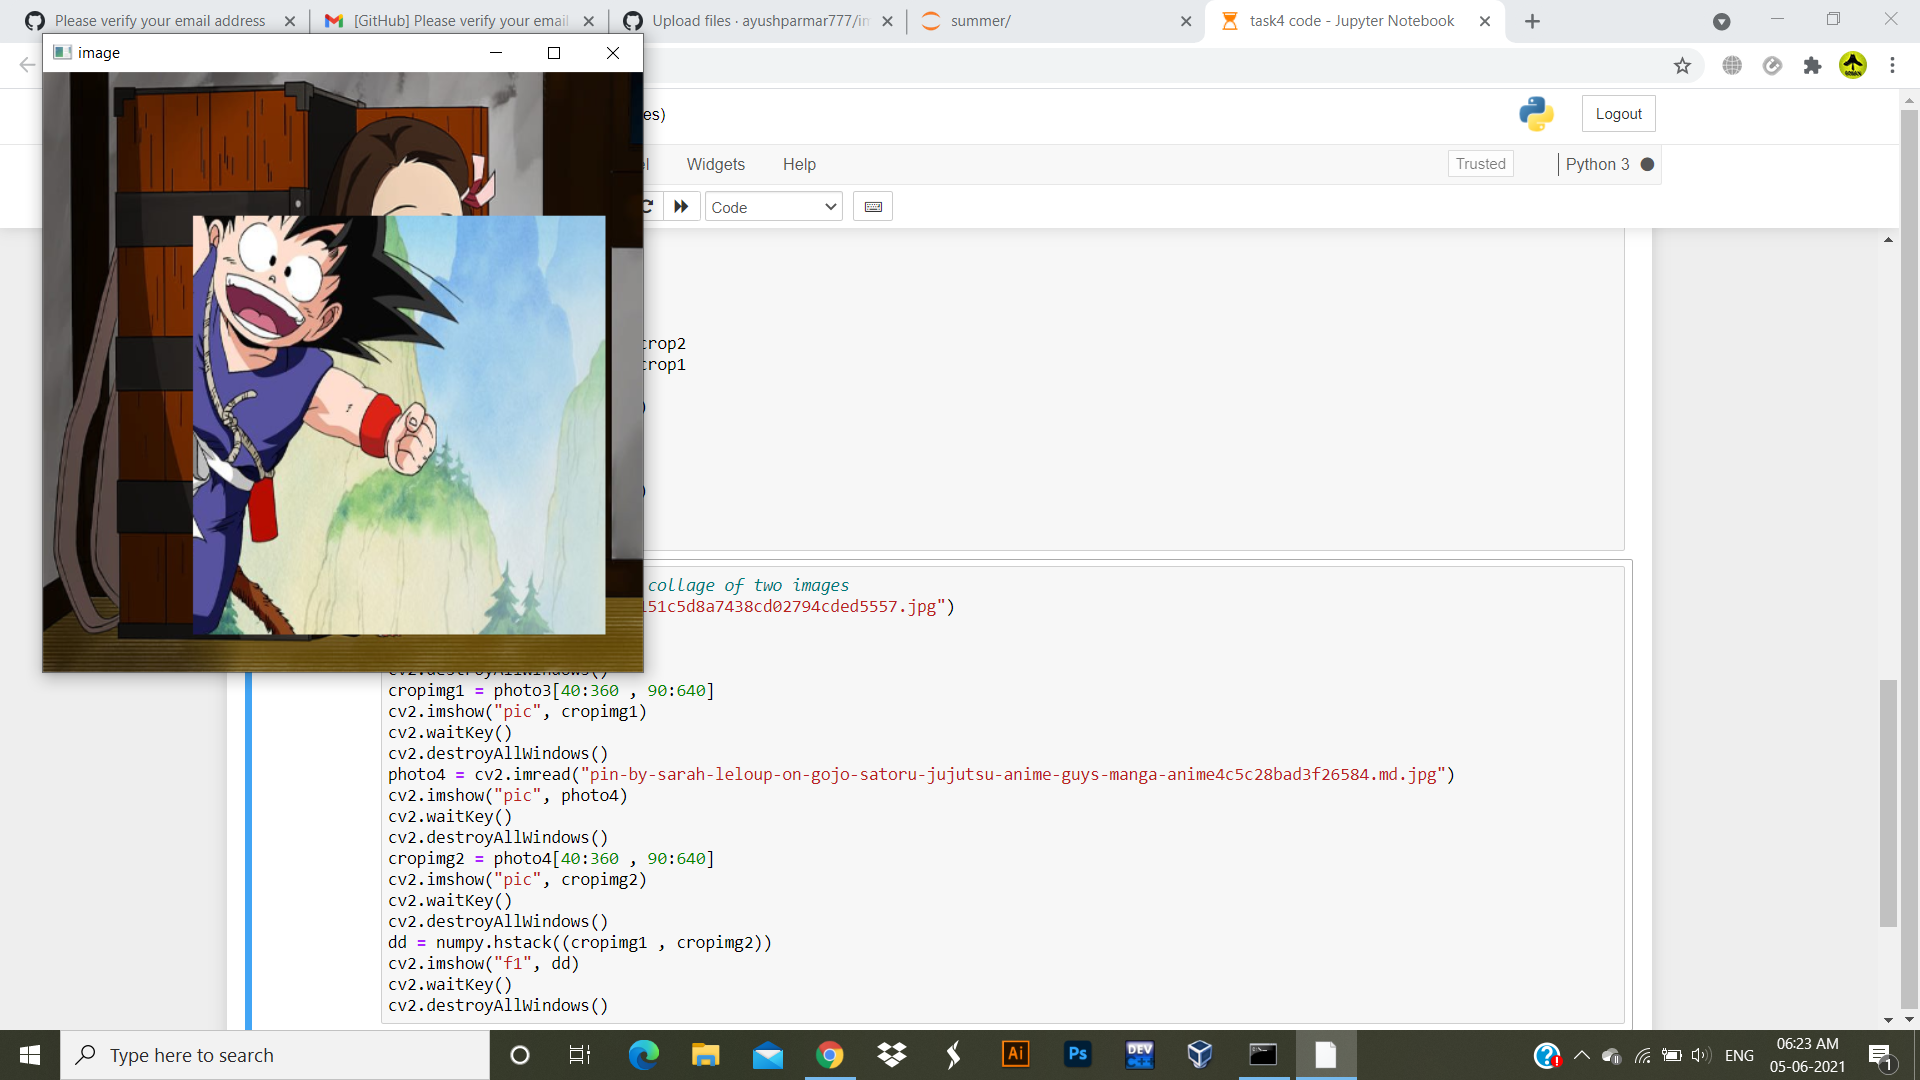 Please verify your email address
[GitHub] Please verify your email
Upload files · ayushparmar777/in
summer/
task4 code - Jupyter Notebook
image
es)
Logout
el
Widgets
Help
Trusted
Python 3
Code
crop2
crop1
)
)
collage of two images
151c5d8a7438cd02794cded5557.jpg")
cv2.destroyAllWindows()
cropimg1 = photo3[40:360 , 90:640]
cv2.imshow("pic", cropimg1)
cv2.waitKey()
cv2.destroyAllWindows()
photo4 = cv2.imread("pin-by-sarah-leloup-on-gojo-satoru-jujutsu-anime-guys-manga-anime4c5c28bad3f26584.md.jpg")
cv2.imshow("pic", photo4)
cv2.waitKey()
cv2.destroyAllWindows()
cropimg2 = photo4[40:360 , 90:640]
cv2.imshow("pic", cropimg2)
cv2.waitKey()
cv2.destroyAllWindows()
dd = numpy.hstack((cropimg1 , cropimg2))
cv2.imshow("f1", dd)
cv2.waitKey()
cv2.destroyAllWindows()
Type here to search
Ai
Ps
DEV
C++
ENG
06:23 AM
05-06-2021
1